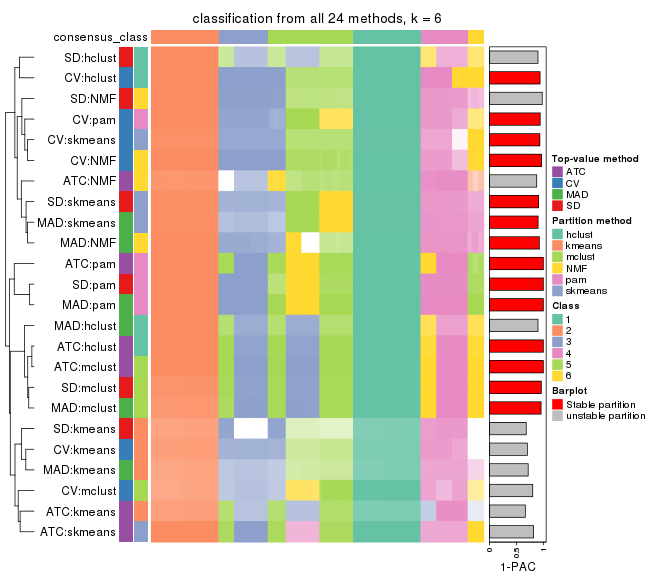 classification from all 24 methods, k = 6
consensus_class
SD:hclust
CV:hclust
SD:NMF
CV:pam
CV:skmeans
CV:NMF
ATC:NMF
SD:skmeans
MAD:skmeans
MAD:NMF
ATC:pam
SD:pam
MAD:pam
MAD:hclust
ATC:hclust
ATC:mclust
SD:mclust
MAD:mclust
SD:kmeans
CV:kmeans
MAD:kmeans
CV:mclust
ATC:kmeans
ATC:skmeans
0
0.5
1
1-PAC
Top-value method
ATC
CV
MAD
SD
Partition method
hclust
kmeans
mclust
NMF
pam
skmeans
Class
1
2
3
4
5
6
Barplot
Stable partition
unstable partition